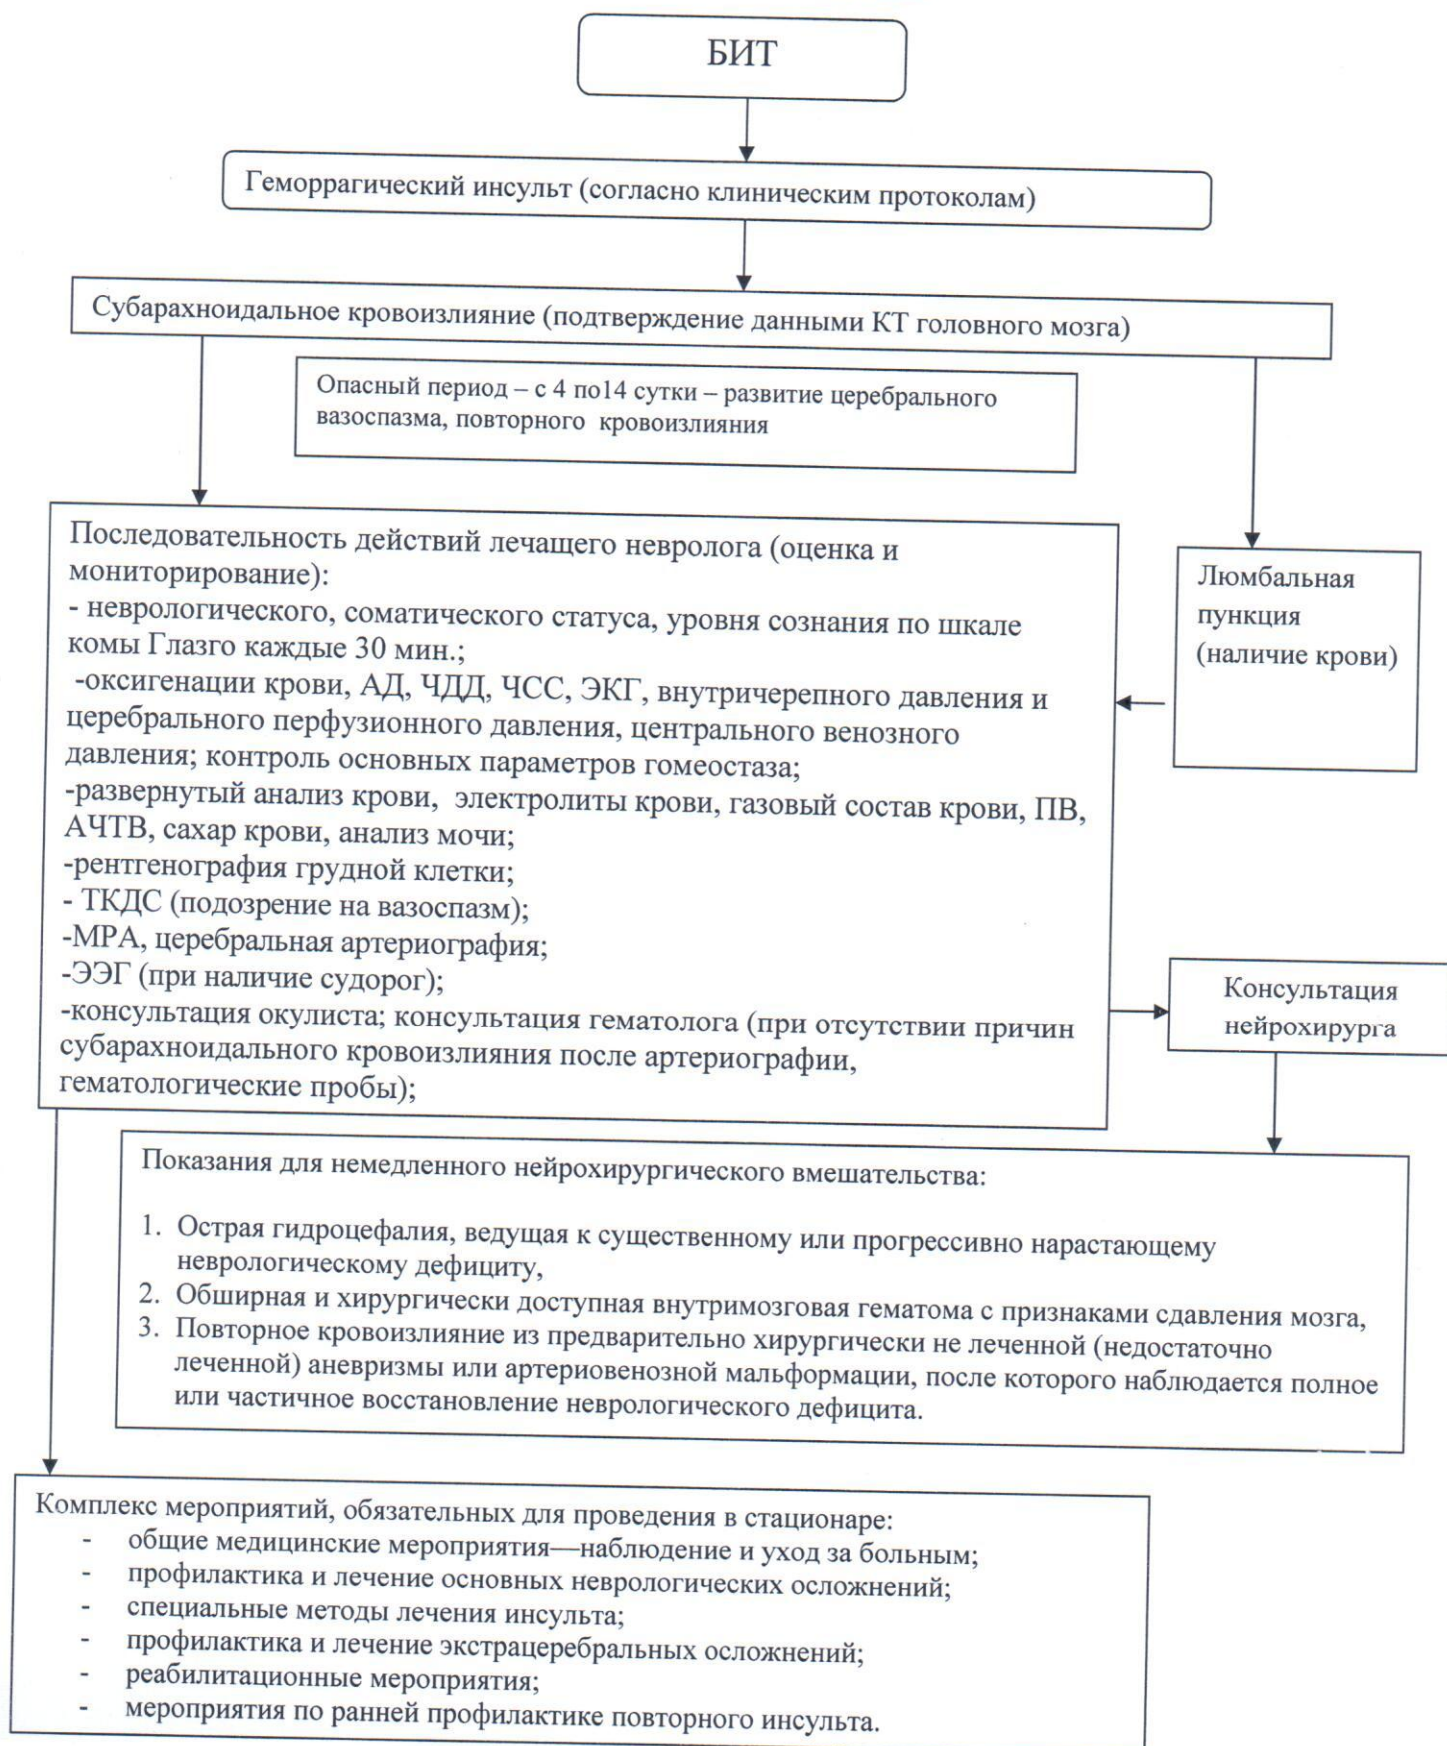 БИТ
Геморрагический инсульт (согласно клиническим протоколам)
Субарахноидальное кровоизлияние (подтверждение данными КТ головного мозга)
Опасный период – с 4 по14 сутки – развитие церебрального
вазоспазма, повторного кровоизлияния
Последовательность действий лечащего невролога (оценка и
мониторирование):
- неврологического, соматического статуса, уровня сознания по шкале
комы Глазго каждые 30 мин.;
-оксигенации крови, АД, ЧДД, ЧСС, ЭКГ, внутричерепного давления и
церебрального перфузионного давления, центрального венозного
давления; контроль основных параметров гомеостаза;
-развернутый анализ крови, электролиты крови, газовый состав крови, ПВ,
АЧТВ, сахар крови, анализ мочи;
-рентгенография грудной клетки;
- ТКДС (подозрение на вазоспазм);
-МРА, церебральная артериография;
-ЭЭГ (при наличие судорог);
-консультация окулиста; консультация гематолога (при отсутствии причин
субарахноидального кровоизлияния после артериографии,
гематологические пробы);
Люмбальная
пункция
(наличие крови)
Консультация
нейрохирурга
Показания для немедленного нейрохирургического вмешательства:
1. Острая гидроцефалия, ведущая к существенному или прогрессивно нарастающему
неврологическому дефициту,
2. Обширная и хирургически доступная внутримозговая гематома с признаками сдавления мозга,
3. Повторное кровоизлияние из предварительно хирургически не леченной (недостаточно
леченной) аневризмы или артериовенозной мальформации, после которого наблюдается полное
или частичное восстановление неврологического дефицита.
Комплекс мероприятий, обязательных для проведения в стационаре:
- общие медицинские мероприятия—наблюдение и уход за больным;
- профилактика и лечение основных неврологических осложнений;
- специальные методы лечения инсульта;
- профилактика и лечение экстрацеребральных осложнений;
- реабилитационные мероприятия;
- мероприятия по ранней профилактике повторного инсульта.